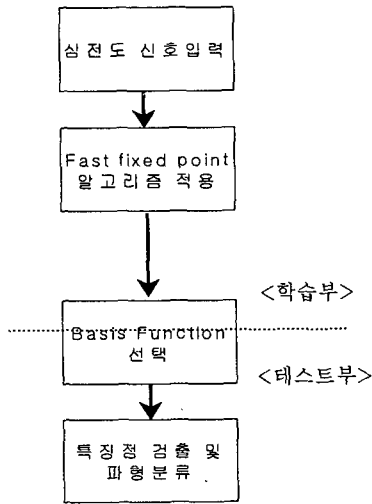 심전도 신호입력
Fast fixed point
알고리즘 적용
<학습부>
Basis Function
선택
<테스트부>
특징점 검출 및
파형분류